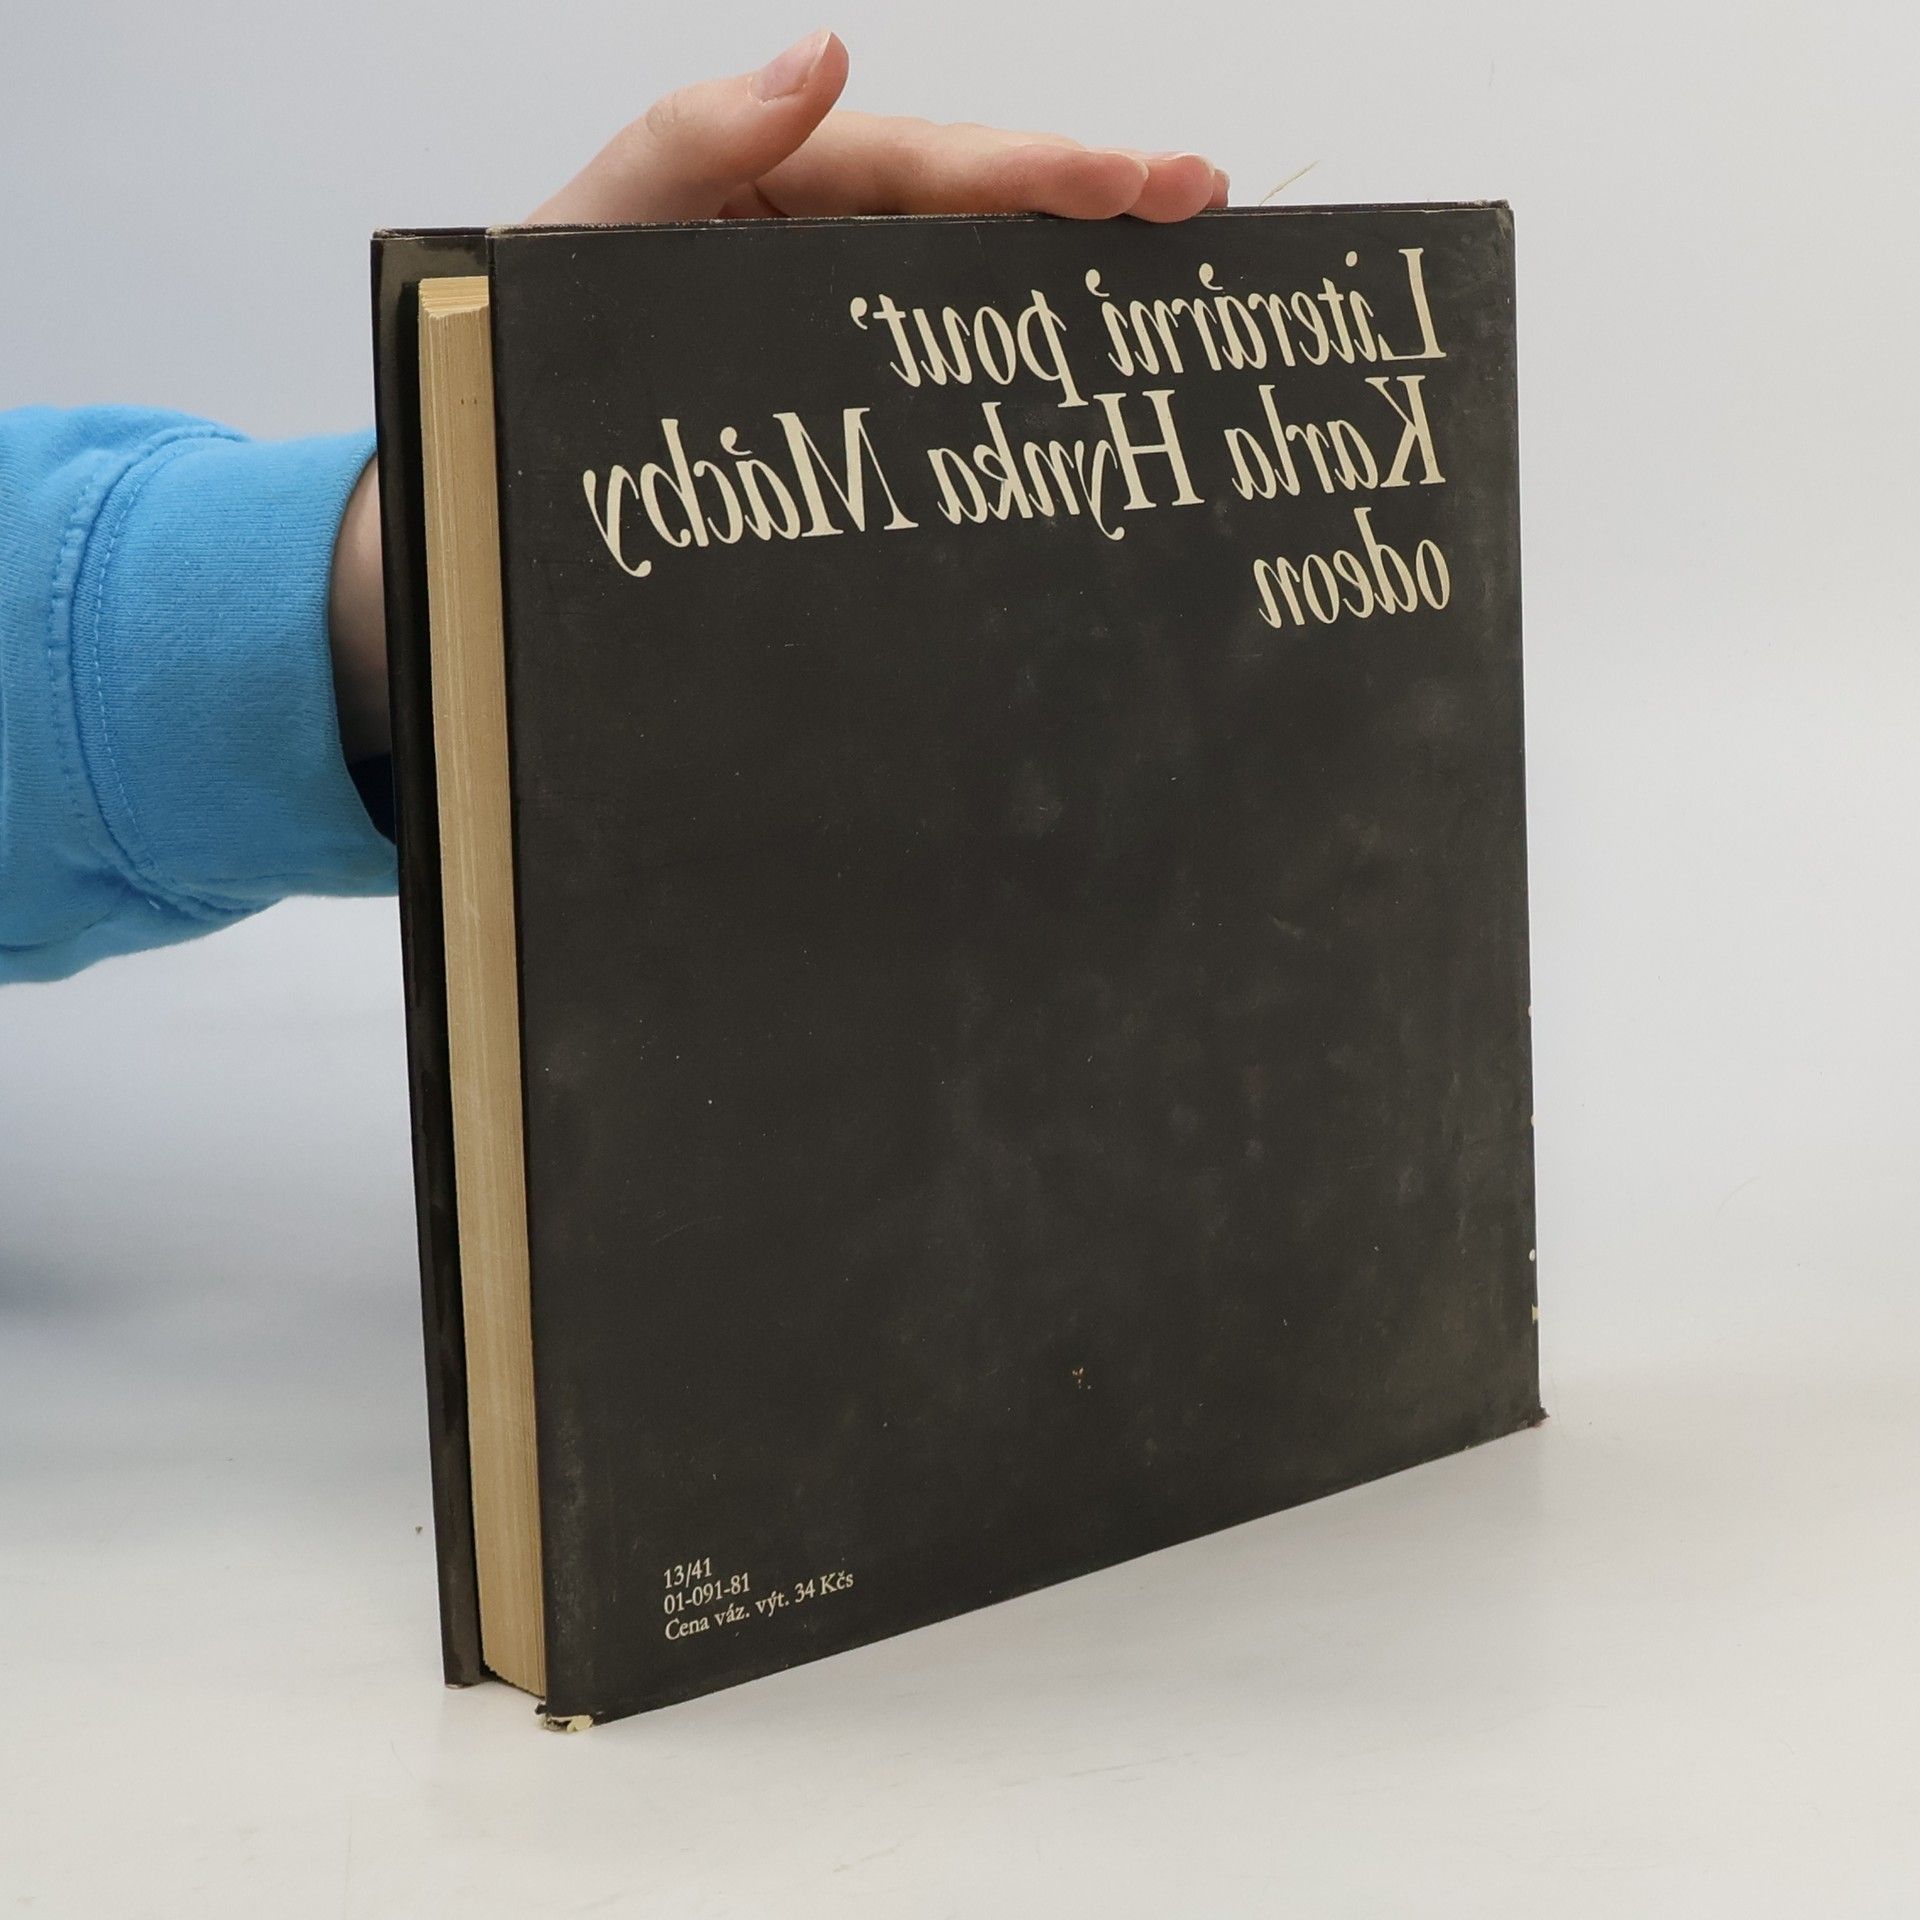 Literární pouť
Karla Hynka Máchy
odeon
13/41
01-091-81
Cena váz. výt. 34 Kčs